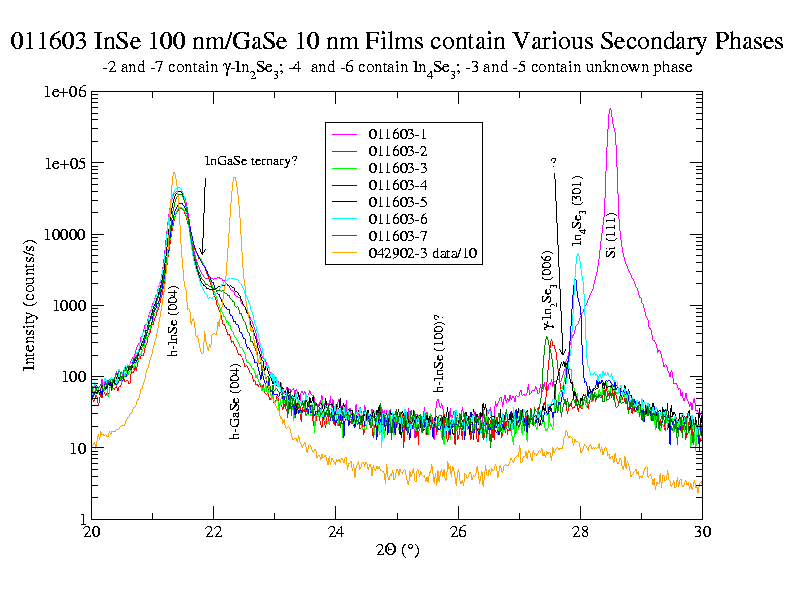 011603 InSe 100 nm/GaSe 10 nm Films contain Various Secondary Phases
-2 and -7 contain γ-In2Se3; -4 and -6 contain In4Se3; -3 and -5 contain unknown phase
1e+06
1e+05
10000
1000
100
10
1
Intensity (counts/s)
20
22
24
26
28
30
2Θ (°)
011603-1
011603-2
011603-3
011603-4
011603-5
011603-6
011603-7
042902-3 data/10
InGaSe ternary?
?
h-InSe (004)
h-GaSe (004)
h-InSe (100)?
γ-In2Se3 (006)
In4Se3 (301)
Si (111)